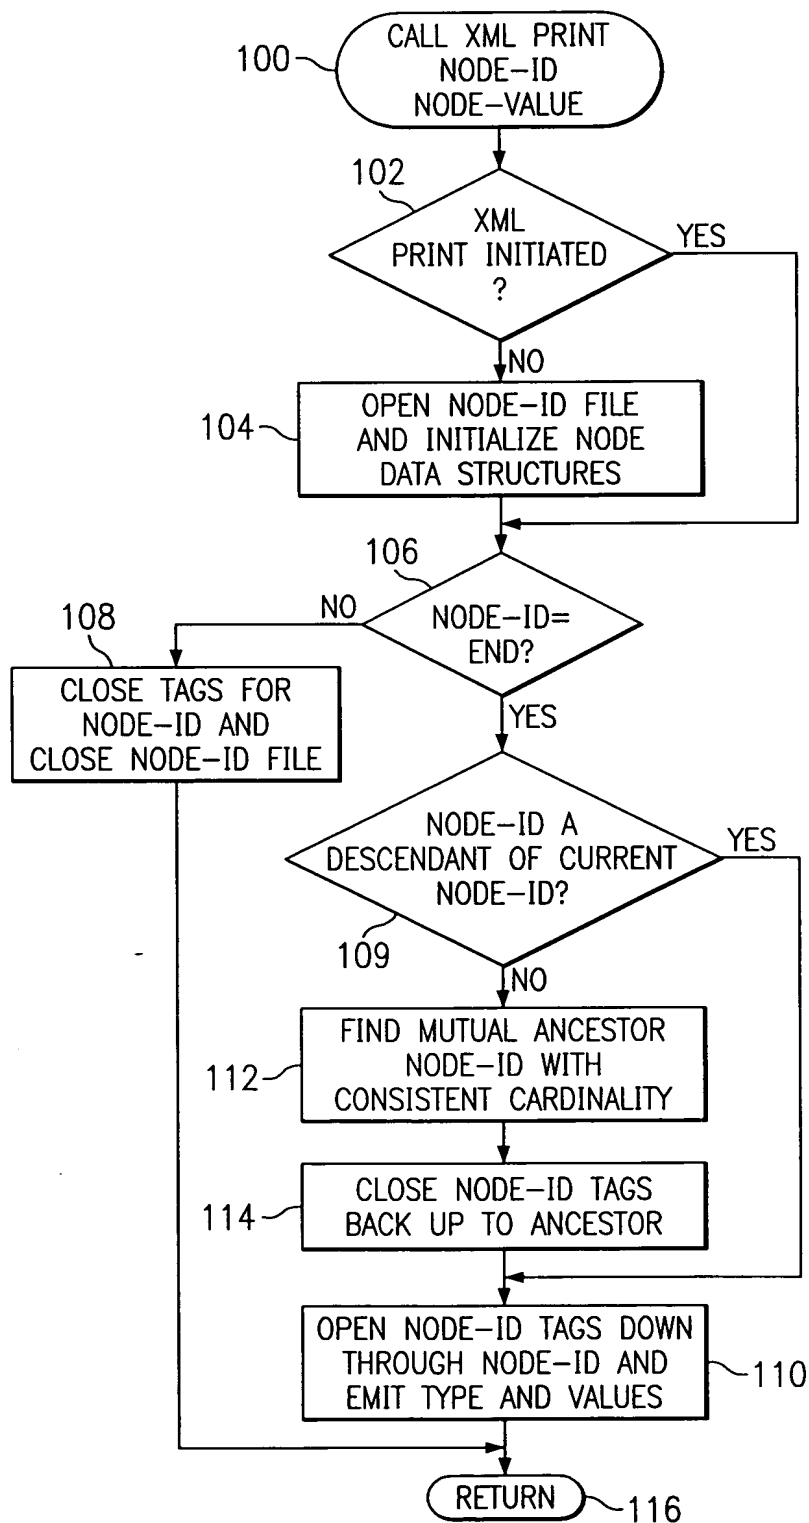 CALL XML PRINT
NODE-ID
NODE-VALUE
100
102
XML
PRINT INITIATED
?
YES
NO
104
OPEN NODE-ID FILE
AND INITIALIZE NODE
DATA STRUCTURES
106
NODE-ID=
END?
NO
YES
108
CLOSE TAGS FOR
NODE-ID AND
CLOSE NODE-ID FILE
NODE-ID A
DESCENDANT OF CURRENT
NODE-ID?
YES
109
NO
112
FIND MUTUAL ANCESTOR
NODE-ID WITH
CONSISTENT CARDINALITY
114
CLOSE NODE-ID TAGS
BACK UP TO ANCESTOR
OPEN NODE-ID TAGS DOWN
THROUGH NODE-ID AND
EMIT TYPE AND VALUES
110
RETURN
116